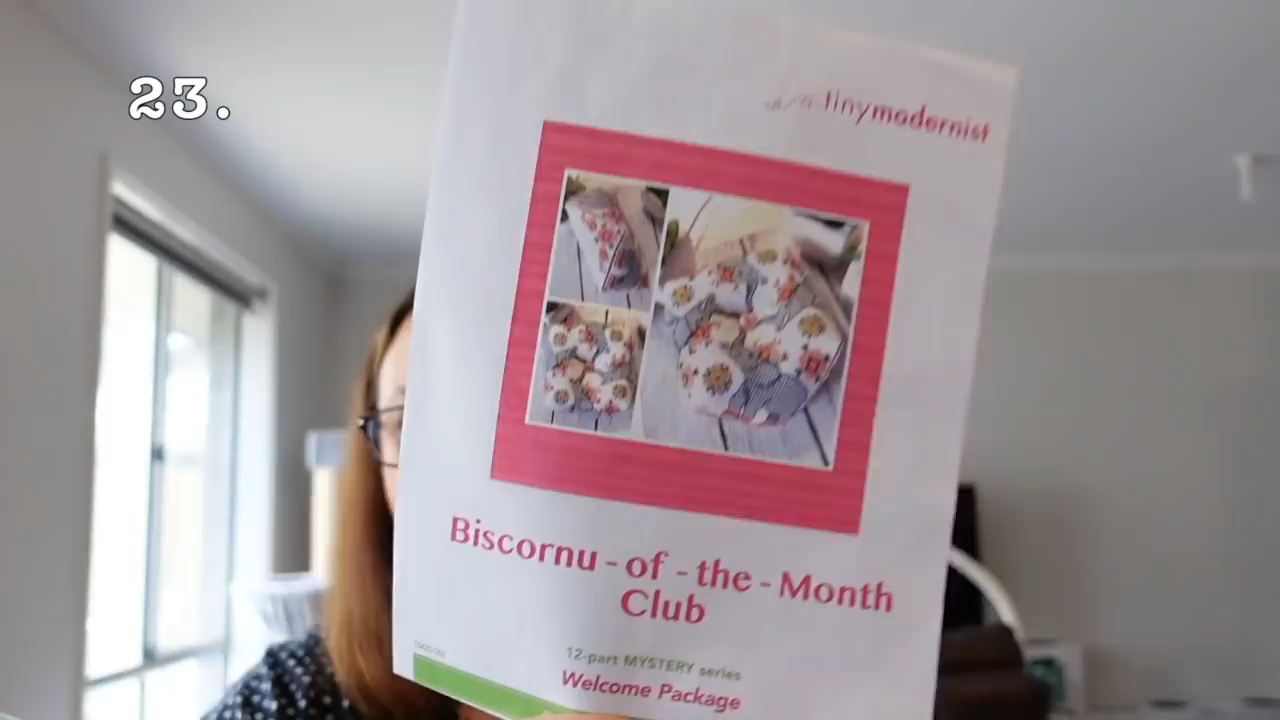 23.
tinymodernist
Biscornu - of - the - Month
Club
12-part MYSTERY series
Welcome Package